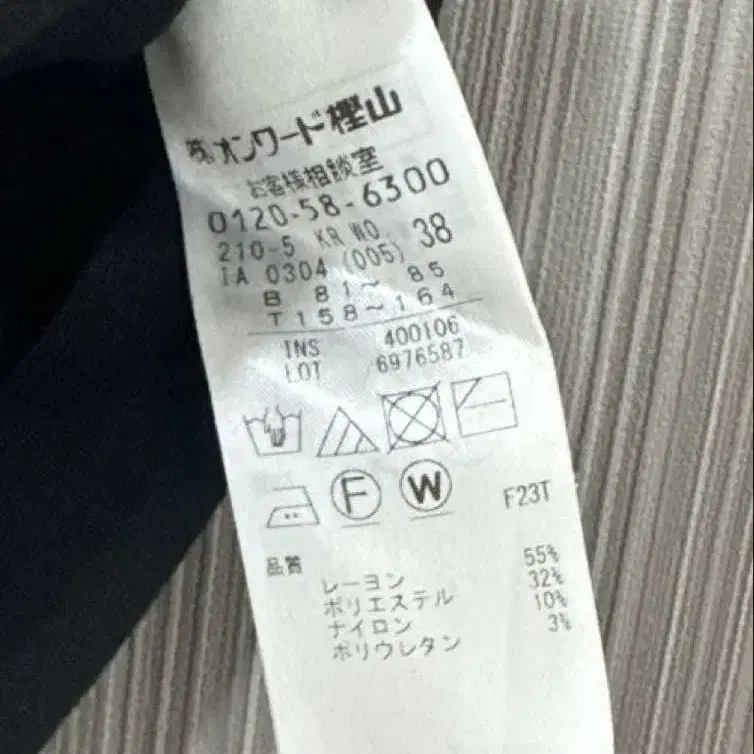 ㈱オンワード樫山
お客様相談室
0120-58-6300
210-5 KR WO. 38
IA 0304 (005)
B 81～ 85
T 158～164
INS 400106
LOT 6976587
F W F23T
品質
レーヨン 55%
ポリエステル 32%
ナイロン 10%
ポリウレタン 3%